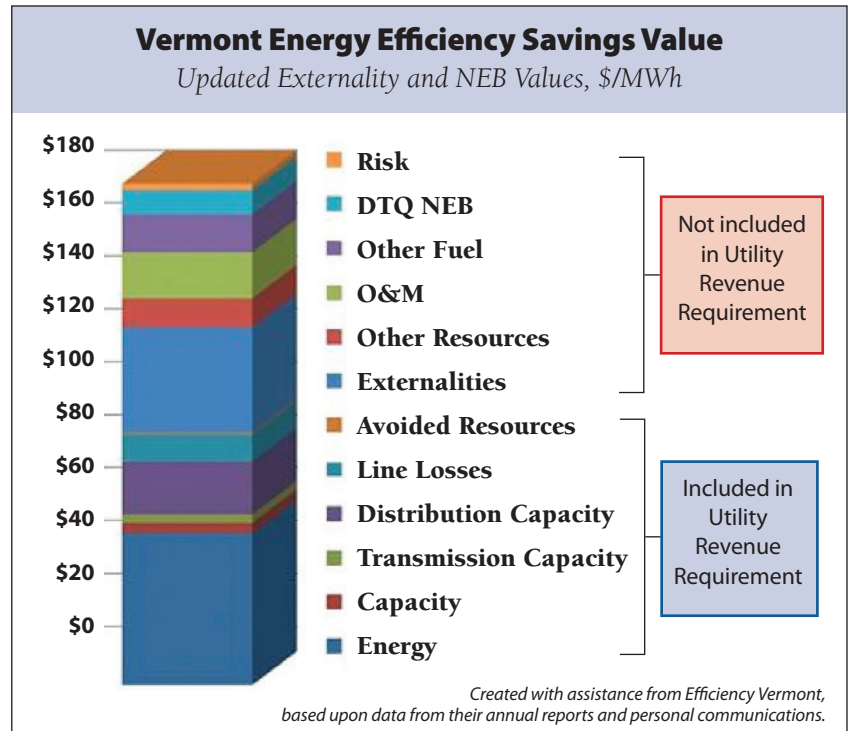 Vermont Energy Efficiency Savings Value
Updated Externality and NEB Values, $/MWh
$180
$160
$140
$120
$100
$80
$60
$40
$20
$0
Risk
DTQ NEB
Other Fuel
O&M
Other Resources
Externalities
Avoided Resources
Line Losses
Distribution Capacity
Transmission Capacity
Capacity
Energy
Not included
in Utility
Revenue
Requirement
Included in
Utility
Revenue
Requirement
Created with assistance from Efficiency Vermont,
based upon data from their annual reports and personal communications.